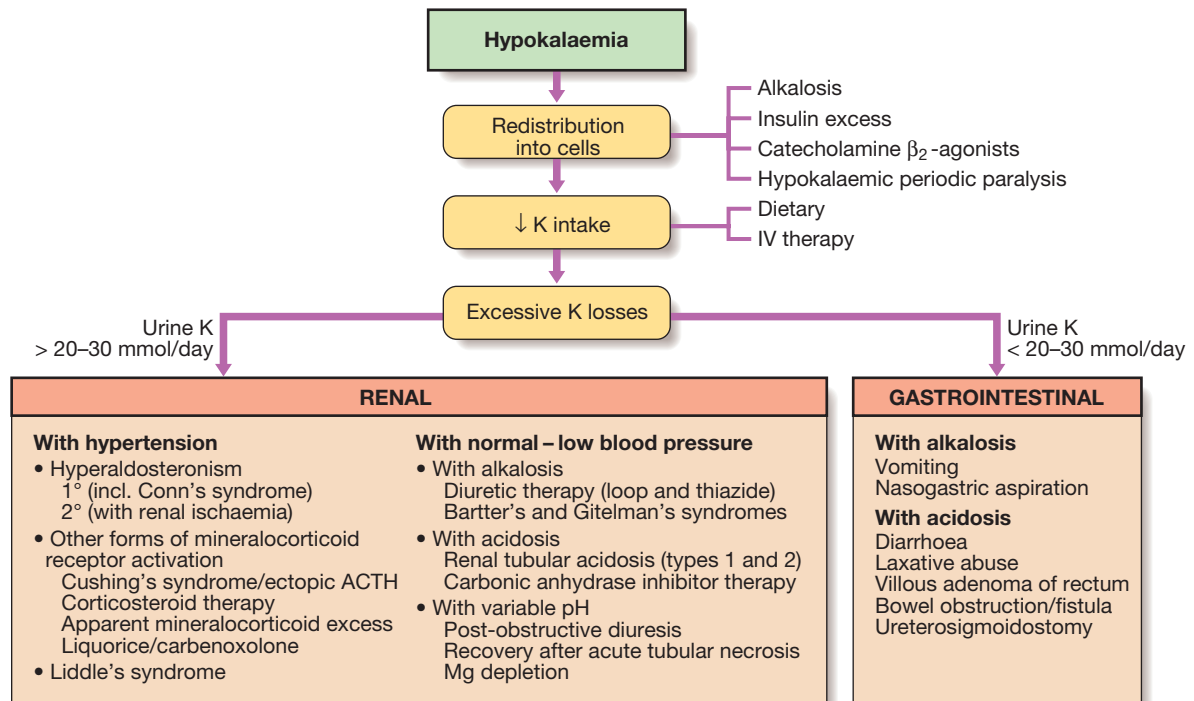 Hypokalaemia
Redistribution
into cells
Alkalosis
Insulin excess
Catecholamine β₂-agonists
Hypokalaemic periodic paralysis
↓ K intake
Dietary
IV therapy
Excessive K losses
Urine K
> 20–30 mmol/day
Urine K
< 20–30 mmol/day
RENAL
With hypertension
• Hyperaldosteronism
1° (incl. Conn's syndrome)
2° (with renal ischaemia)
• Other forms of mineralocorticoid
receptor activation
Cushing's syndrome/ectopic ACTH
Corticosteroid therapy
Apparent mineralocorticoid excess
Liquorice/carbenoxolone
• Liddle's syndrome
With normal – low blood pressure
• With alkalosis
Diuretic therapy (loop and thiazide)
Bartter's and Gitelman's syndromes
• With acidosis
Renal tubular acidosis (types 1 and 2)
Carbonic anhydrase inhibitor therapy
• With variable pH
Post-obstructive diuresis
Recovery after acute tubular necrosis
Mg depletion
GASTROINTESTINAL
With alkalosis
Vomiting
Nasogastric aspiration
With acidosis
Diarrhoea
Laxative abuse
Villous adenoma of rectum
Bowel obstruction/fistula
Ureterosigmoidostomy